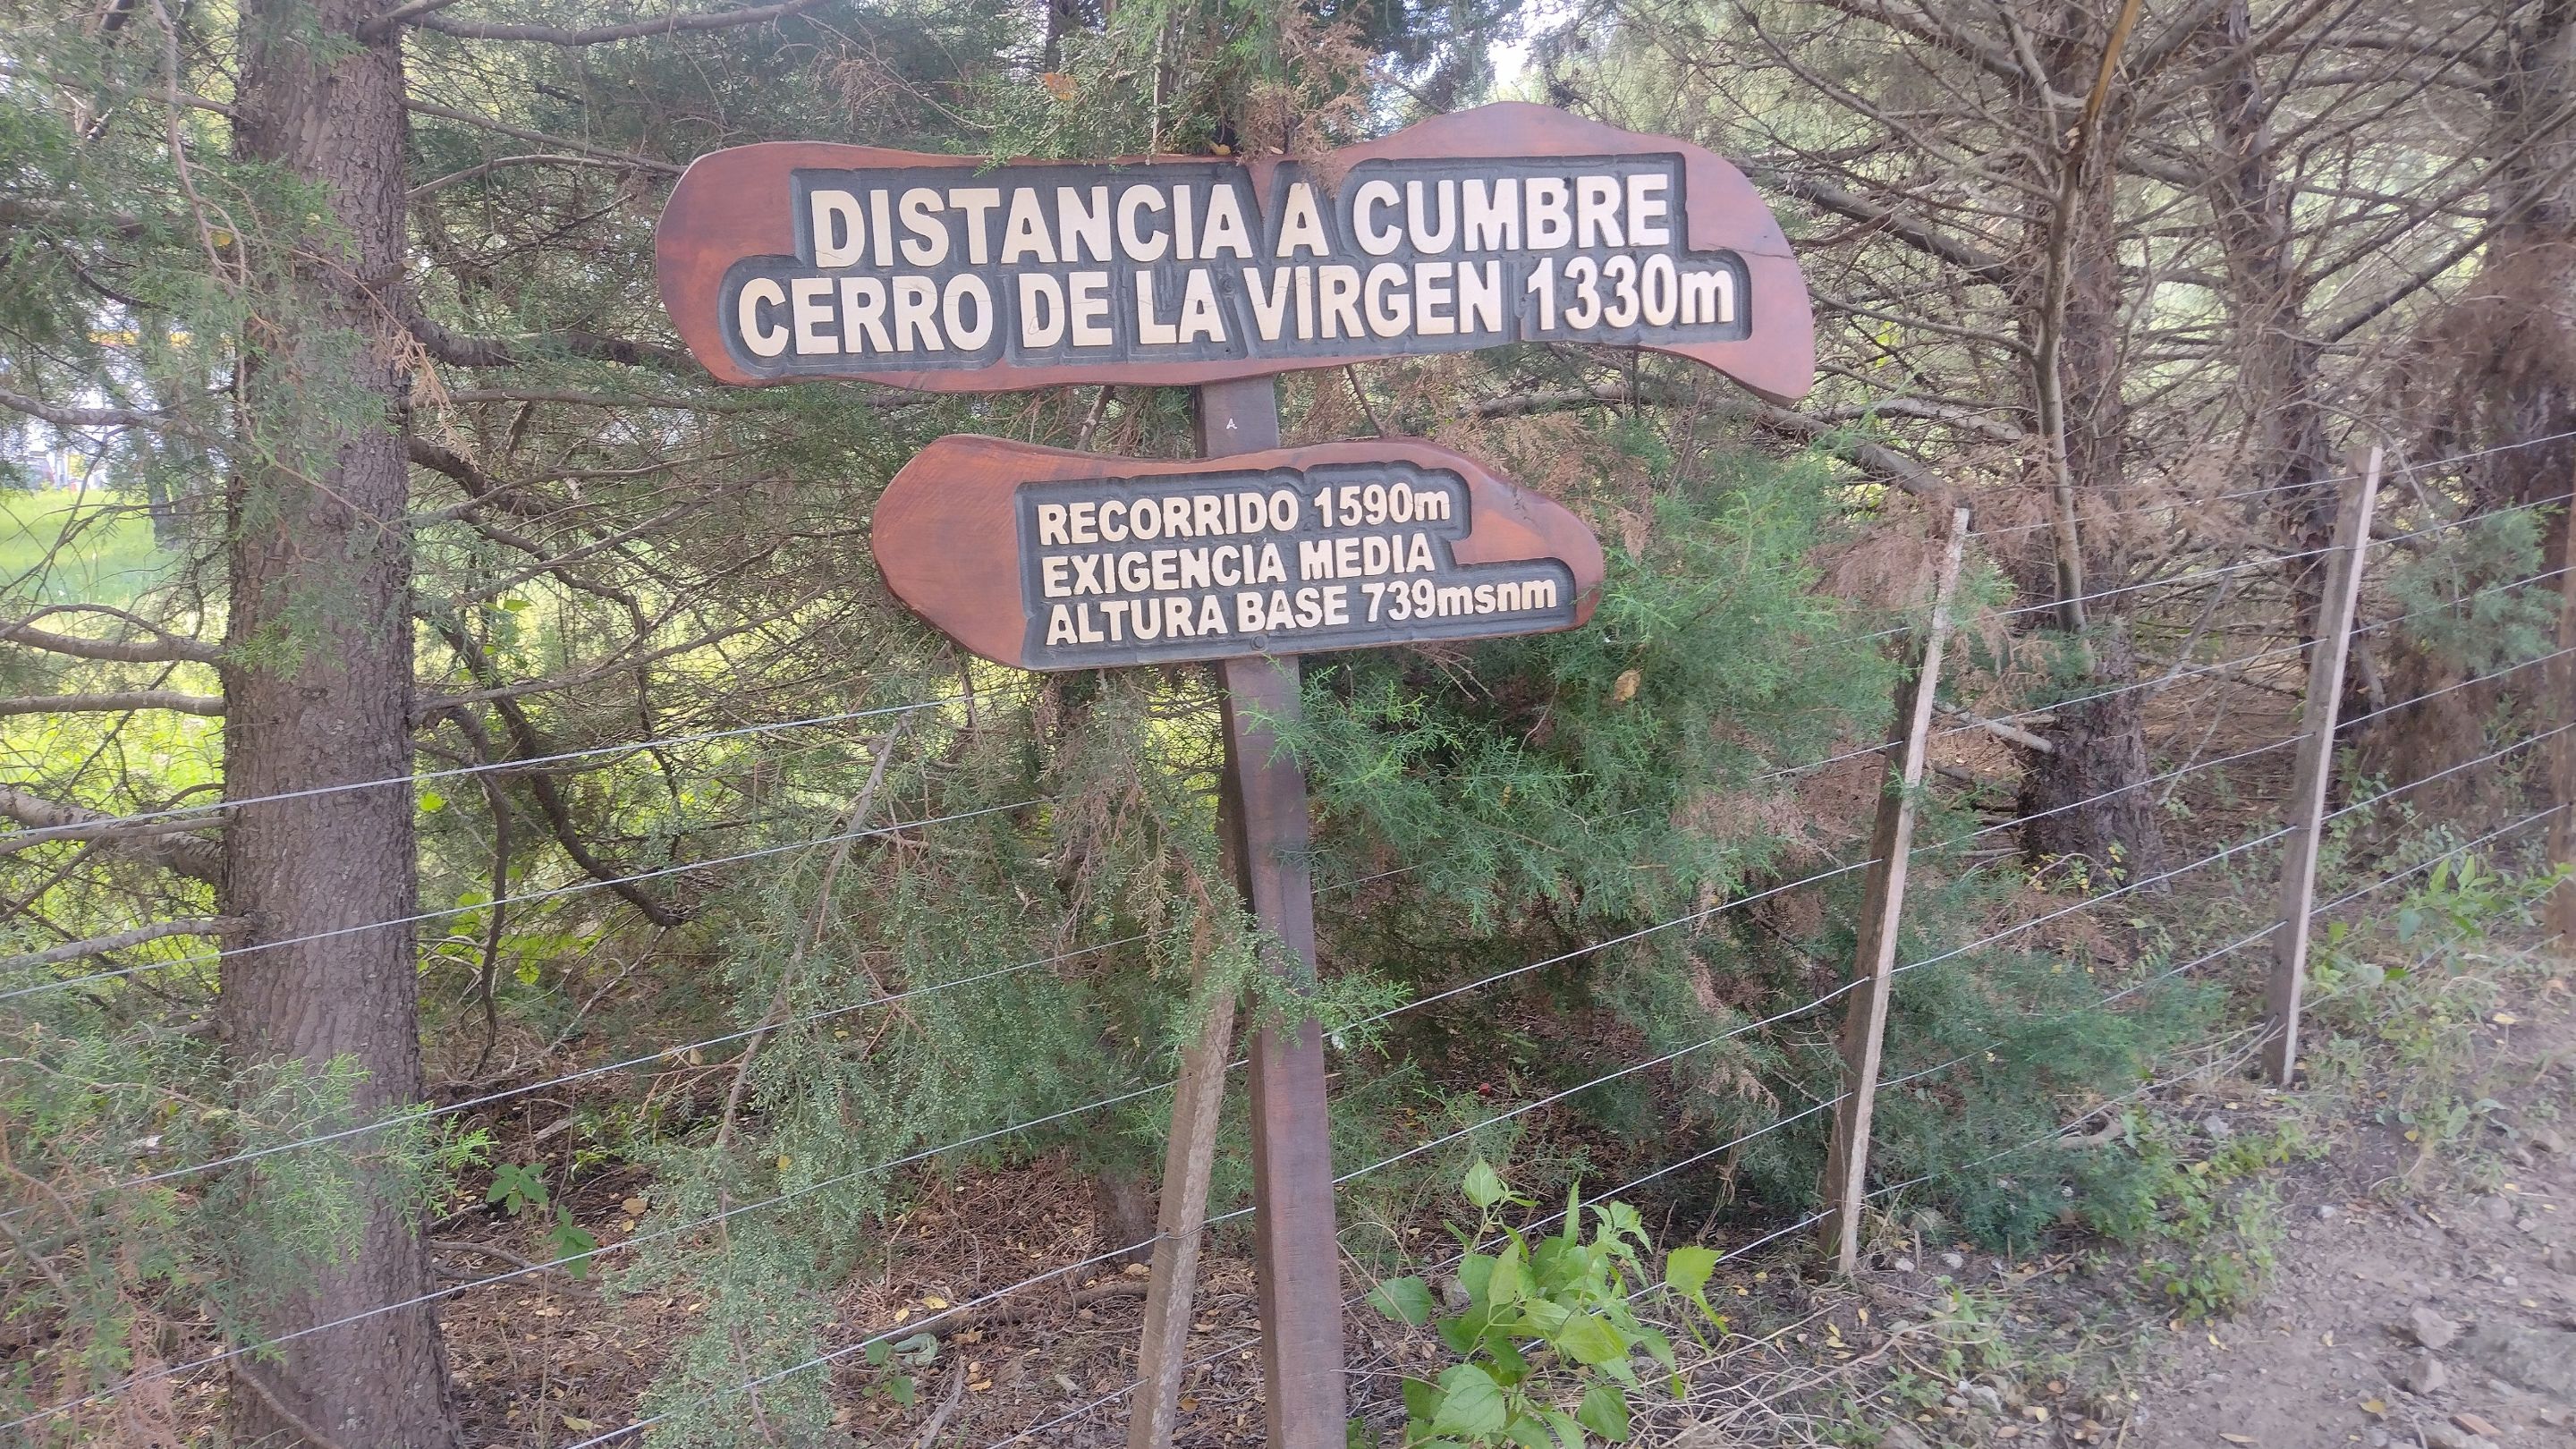 DISTANCIA A CUMBRE
CERRO DE LA VIRGEN 1330m
A
RECORRIDO 1590m
EXIGENCIA MEDIA
ALTURA BASE 739msnm